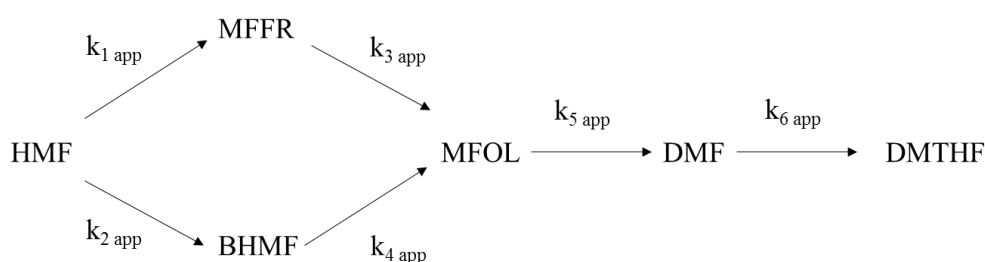 MFFR
k1 app
k3 app
k5 app
k6 app
HMF
MFOL
DMF
DMTHF
k2 app
BHMF
k4 app